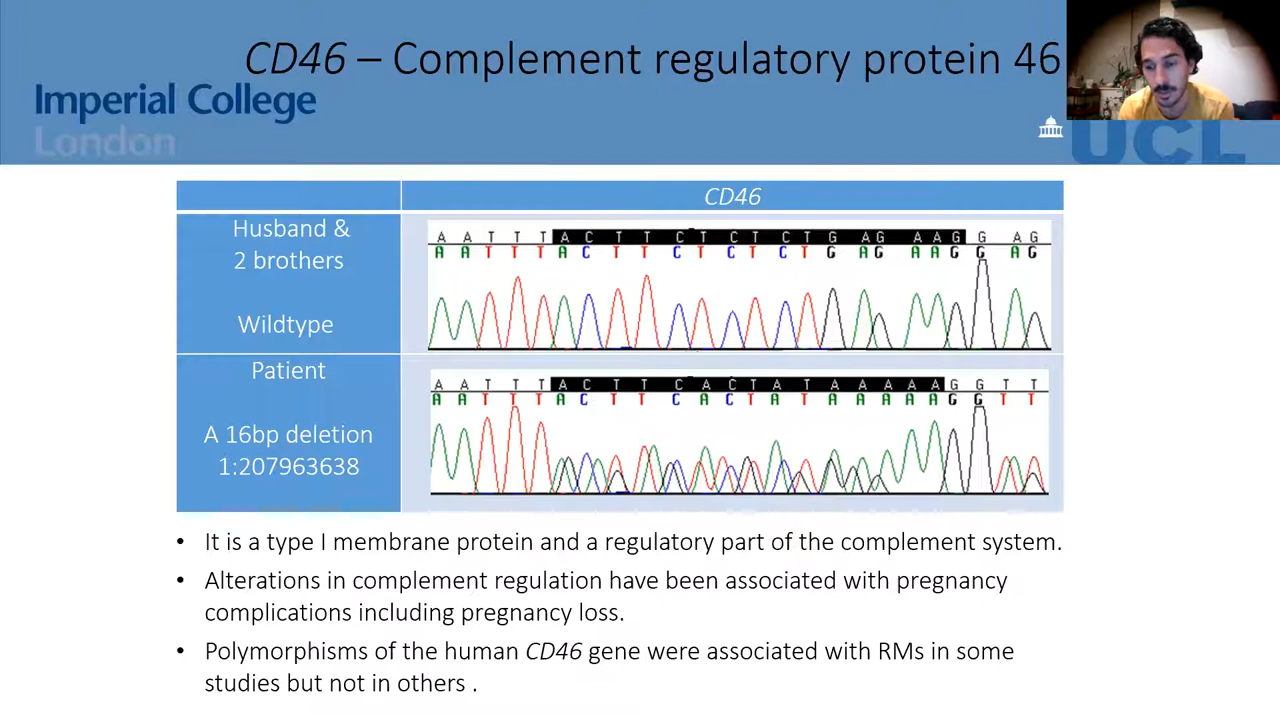 CD46 – Complement regulatory protein 46
Imperial College
London
UCL
CD46
Husband &
2 brothers
Wildtype
A A T T T A C T T C T C T C T G A G A A G G A G
A A T T T A C T T C T C T C T G A G A A G G A G
Patient
A 16bp deletion
1:207963638
A A T T T A C T T C A C T A T A A A A A G G T T
A A T T T A C T T C A C T A T A A A A A G G T T
• It is a type I membrane protein and a regulatory part of the complement system.
• Alterations in complement regulation have been associated with pregnancy
complications including pregnancy loss.
• Polymorphisms of the human CD46 gene were associated with RMs in some
studies but not in others .